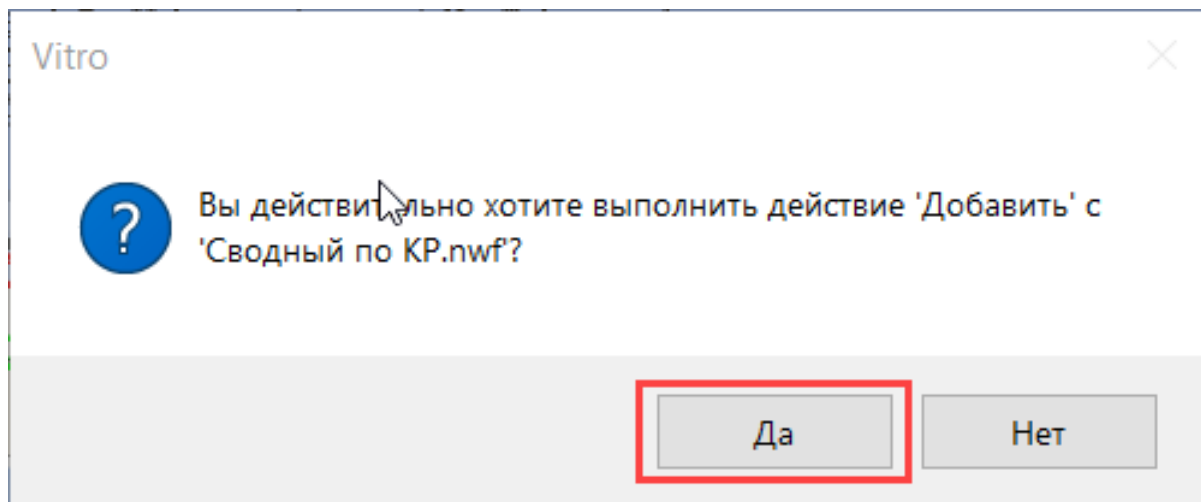 Vitro
Вы действительно хотите выполнить действие 'Добавить' с
'Сводный по КР.nwf'?
Да
Нет